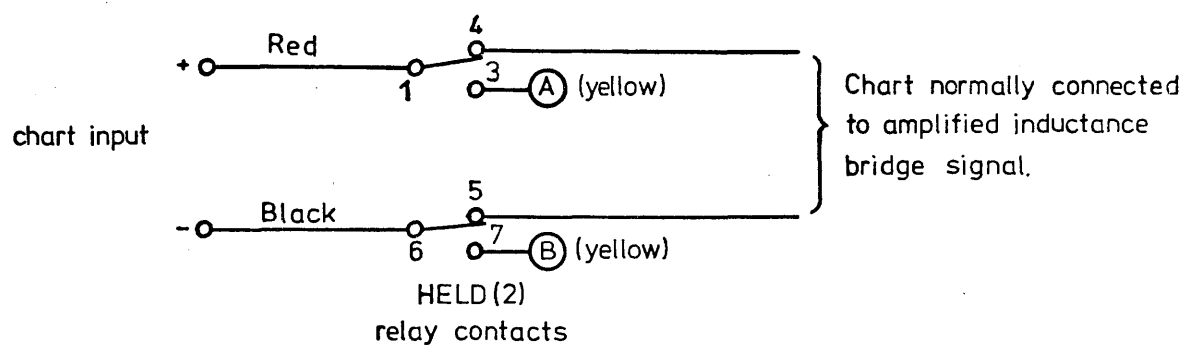 4
Red
+
1
3
A (yellow)
Chart normally connected
to amplified inductance
bridge signal.
chart input
5
Black
-
6
7
B (yellow)
HELD(2)
relay contacts